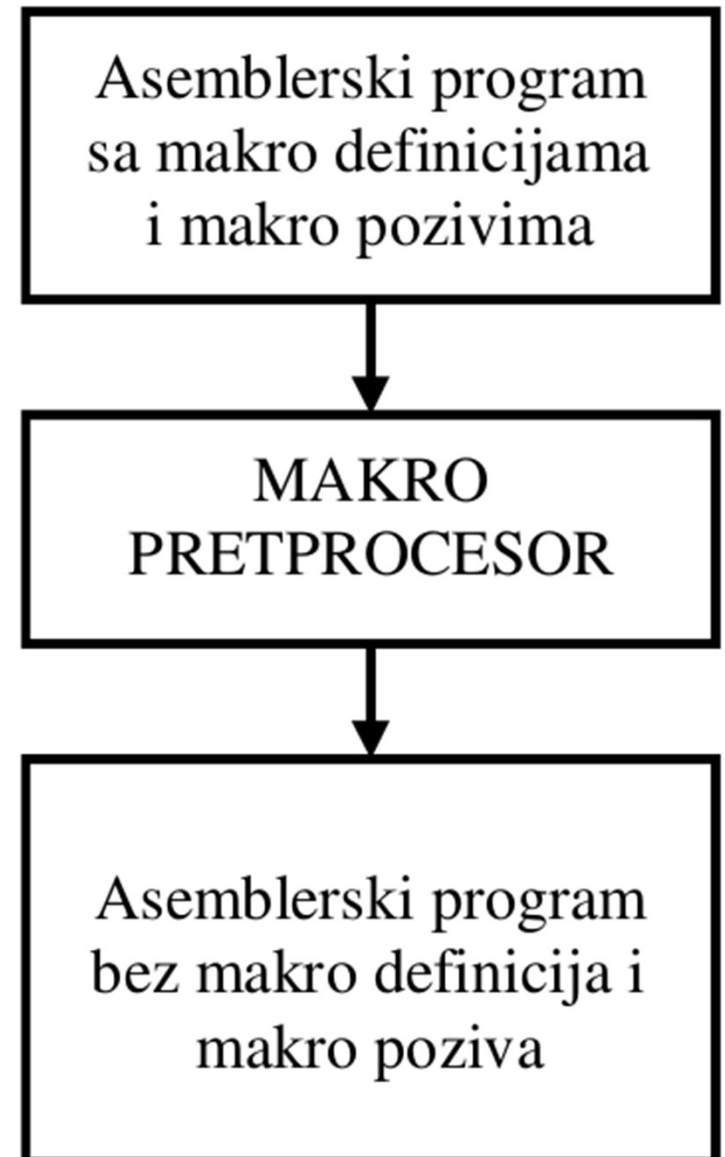 Asemblerski program
sa makro definicijama
i makro pozivima
MAKRO
PRETPROCESOR
Asemblerski program
bez makro definicija i
makro poziva